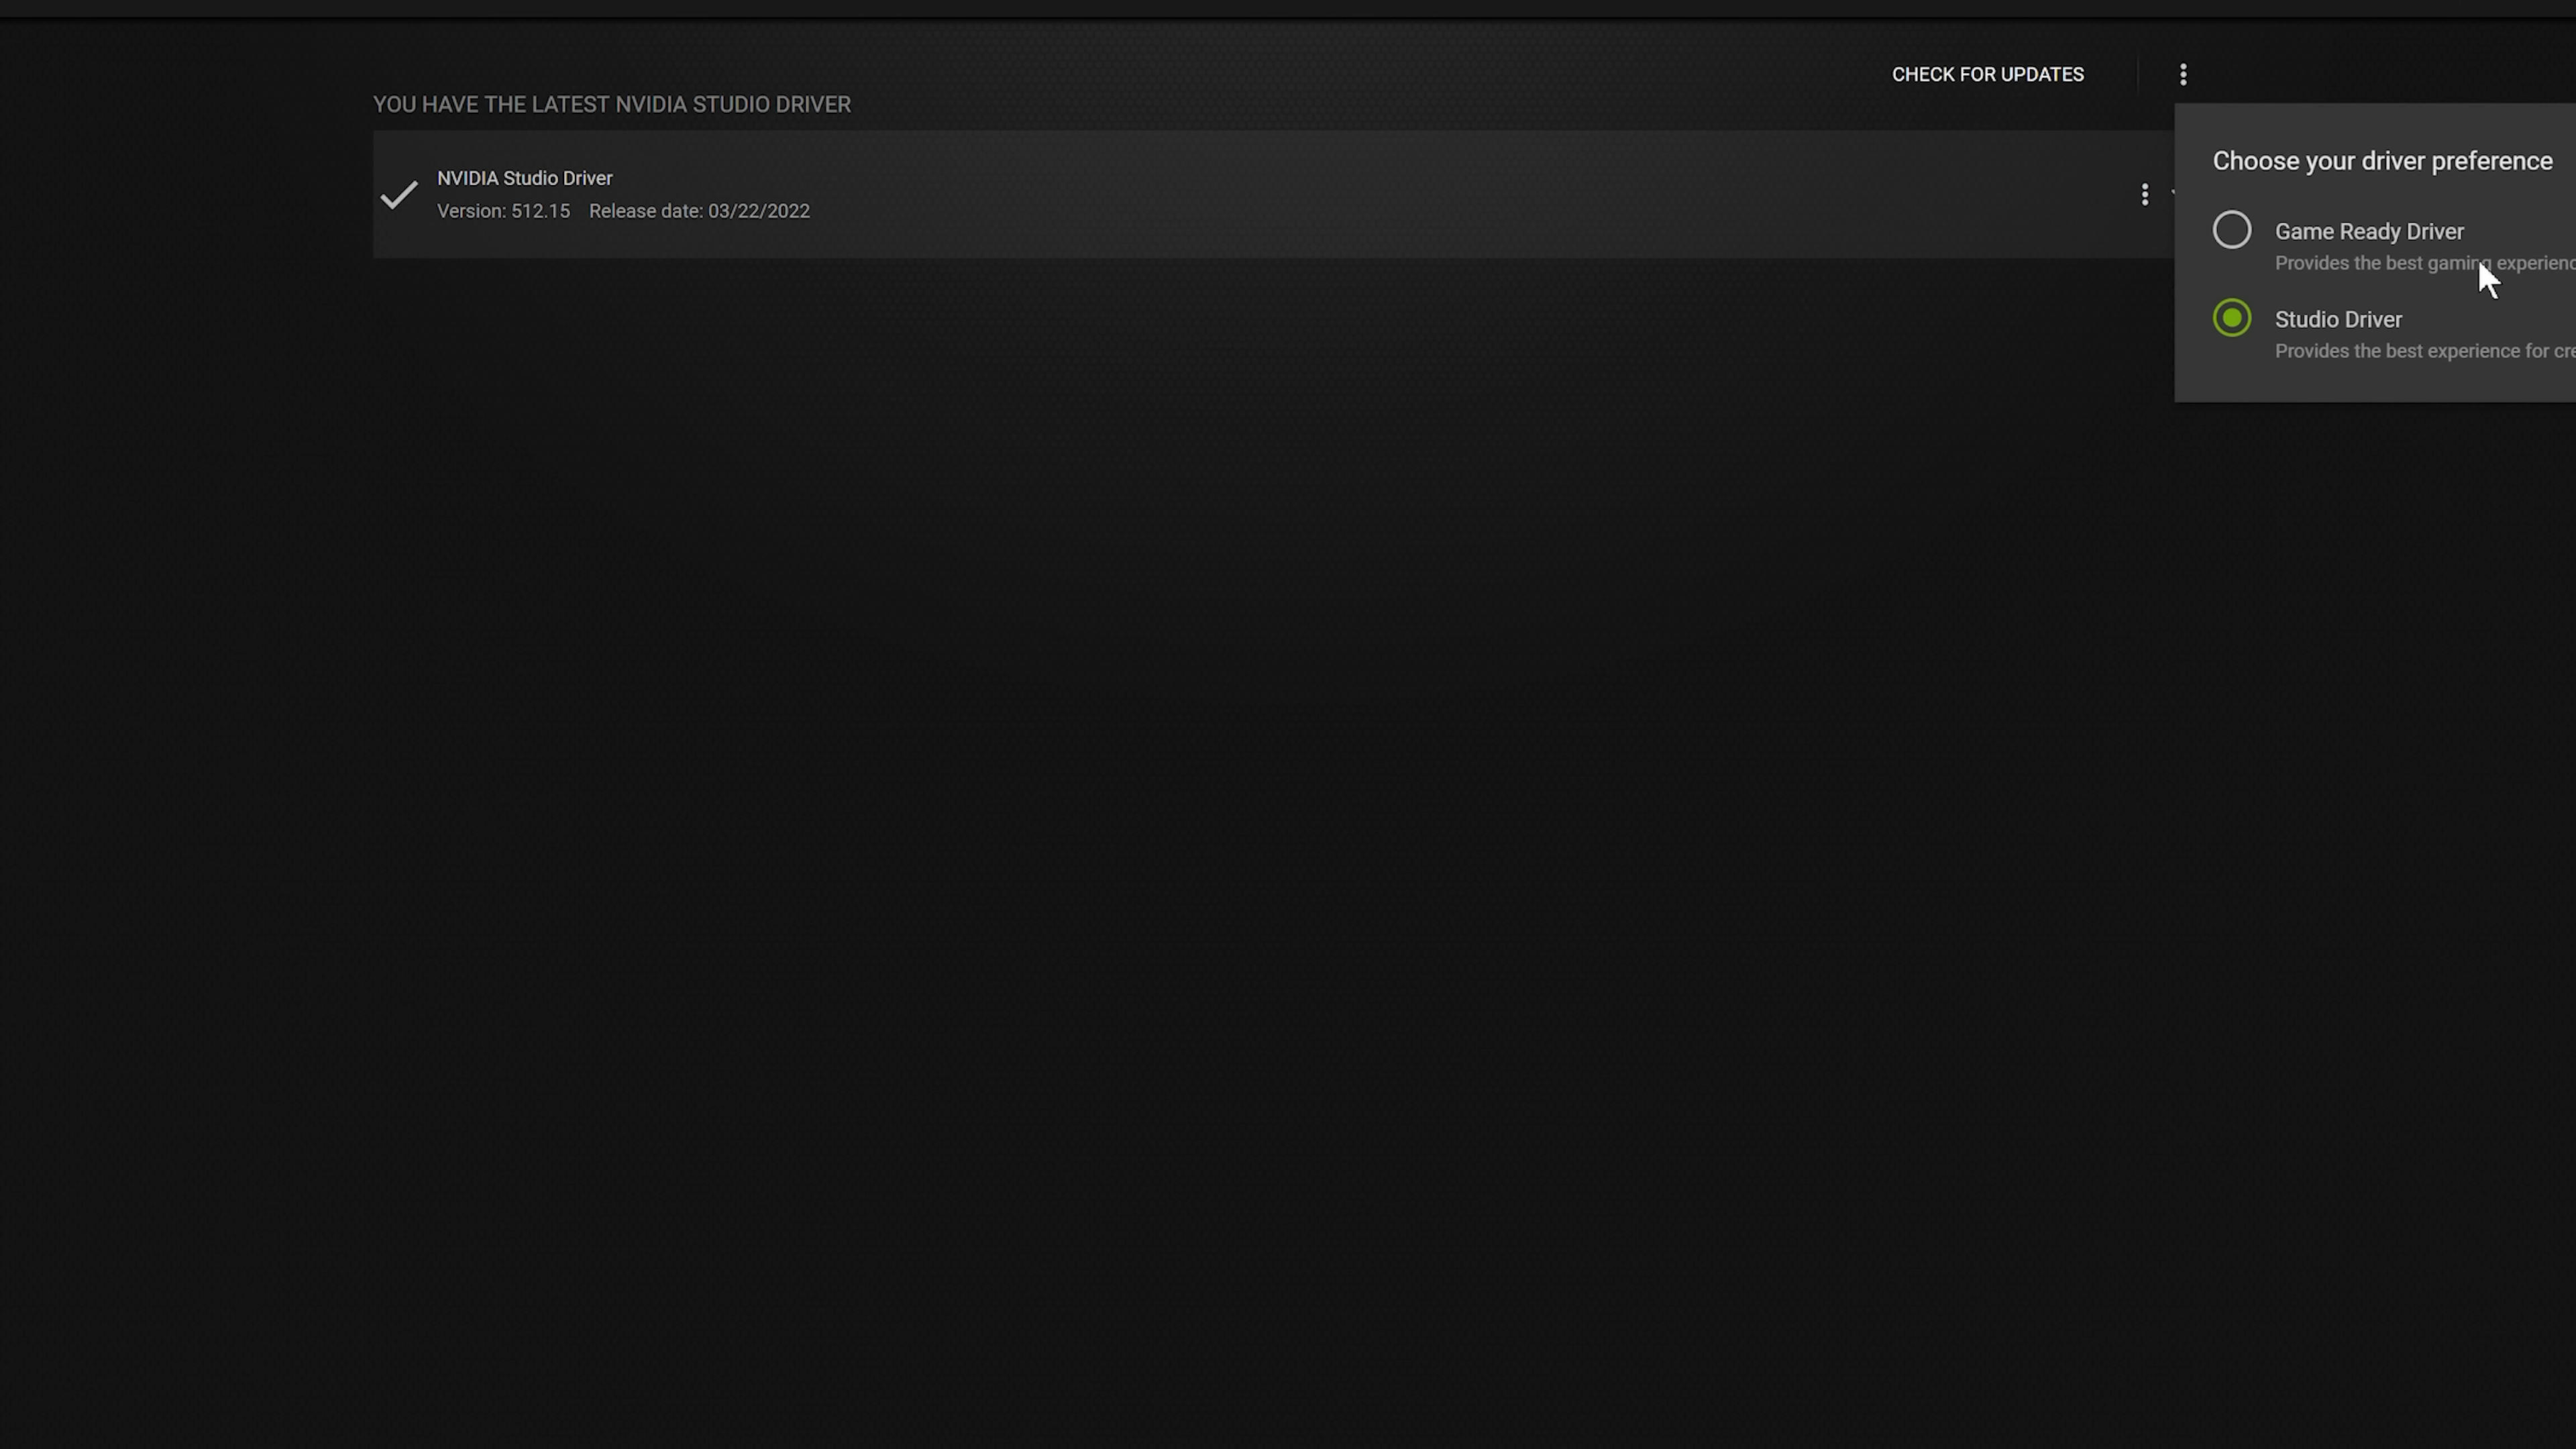 CHECK FOR UPDATES
YOU HAVE THE LATEST NVIDIA STUDIO DRIVER
NVIDIA Studio Driver
Version: 512.15 Release date: 03/22/2022
Choose your driver preference
Game Ready Driver
Provides the best gaming
Studio Driver
Provides the best experience for